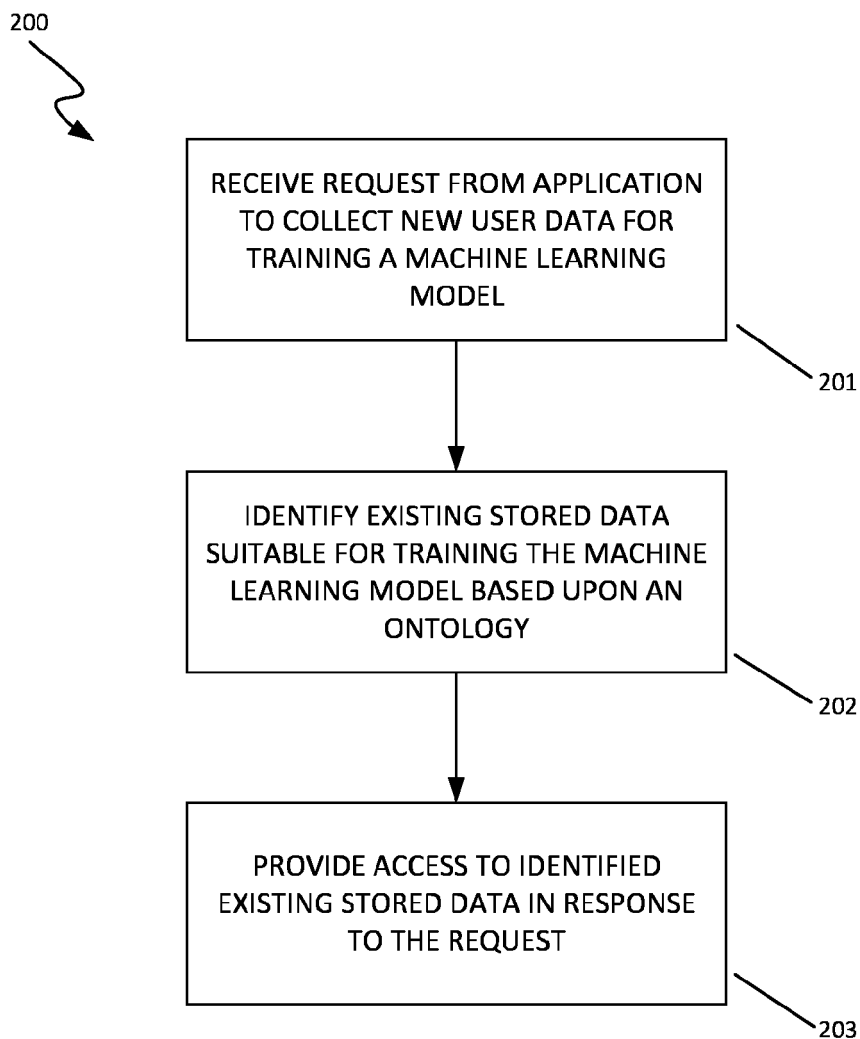 200
RECEIVE REQUEST FROM APPLICATION
TO COLLECT NEW USER DATA FOR
TRAINING A MACHINE LEARNING
MODEL
201
IDENTIFY EXISTING STORED DATA
SUITABLE FOR TRAINING THE MACHINE
LEARNING MODEL BASED UPON AN
ONTOLOGY
202
PROVIDE ACCESS TO IDENTIFIED
EXISTING STORED DATA IN RESPONSE
TO THE REQUEST
203